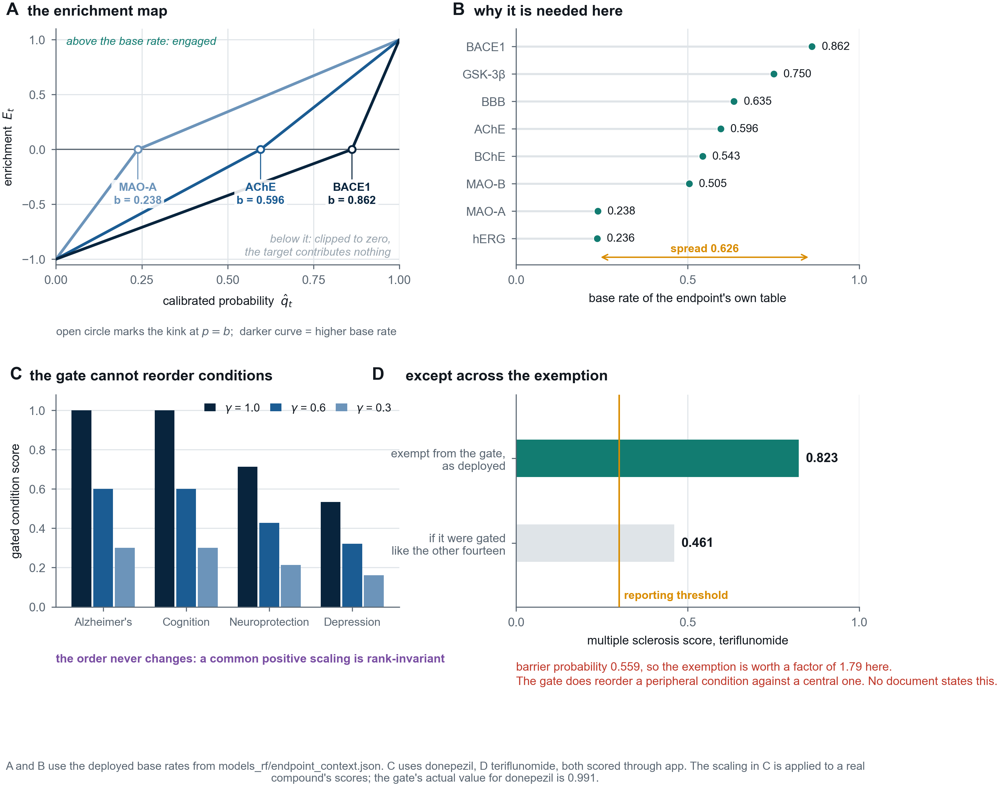 A the enrichment map
above the base rate: engaged
1.0
0.5
0.0
−0.5
−1.0
enrichment E_t
MAO-A
b = 0.238
AChE
b = 0.596
BACE1
b = 0.862
below it: clipped to zero,
the target contributes nothing
0.00 0.25 0.50 0.75 1.00
calibrated probability q̂_t
open circle marks the kink at p = b; darker curve = higher base rate
B why it is needed here
BACE1 0.862
GSK-3β 0.750
BBB 0.635
AChE 0.596
BChE 0.543
MAO-B 0.505
MAO-A 0.238
hERG 0.236
spread 0.626
0.0 0.5 1.0
base rate of the endpoint's own table
C the gate cannot reorder conditions
γ = 1.0 γ = 0.6 γ = 0.3
1.0
0.8
0.6
0.4
0.2
0.0
gated condition score
Alzheimer's Cognition Neuroprotection Depression
the order never changes: a common positive scaling is rank-invariant
D except across the exemption
exempt from the gate,
as deployed
0.823
if it were gated
like the other fourteen
0.461
reporting threshold
0.0 0.5 1.0
multiple sclerosis score, teriflunomide
barrier probability 0.559, so the exemption is worth a factor of 1.79 here.
The gate does reorder a peripheral condition against a central one. No document states this.
A and B use the deployed base rates from models_rf/endpoint_context.json. C uses donepezil, D teriflunomide, both scored through app. The scaling in C is applied to a real
compound's scores; the gate's actual value for donepezil is 0.991.